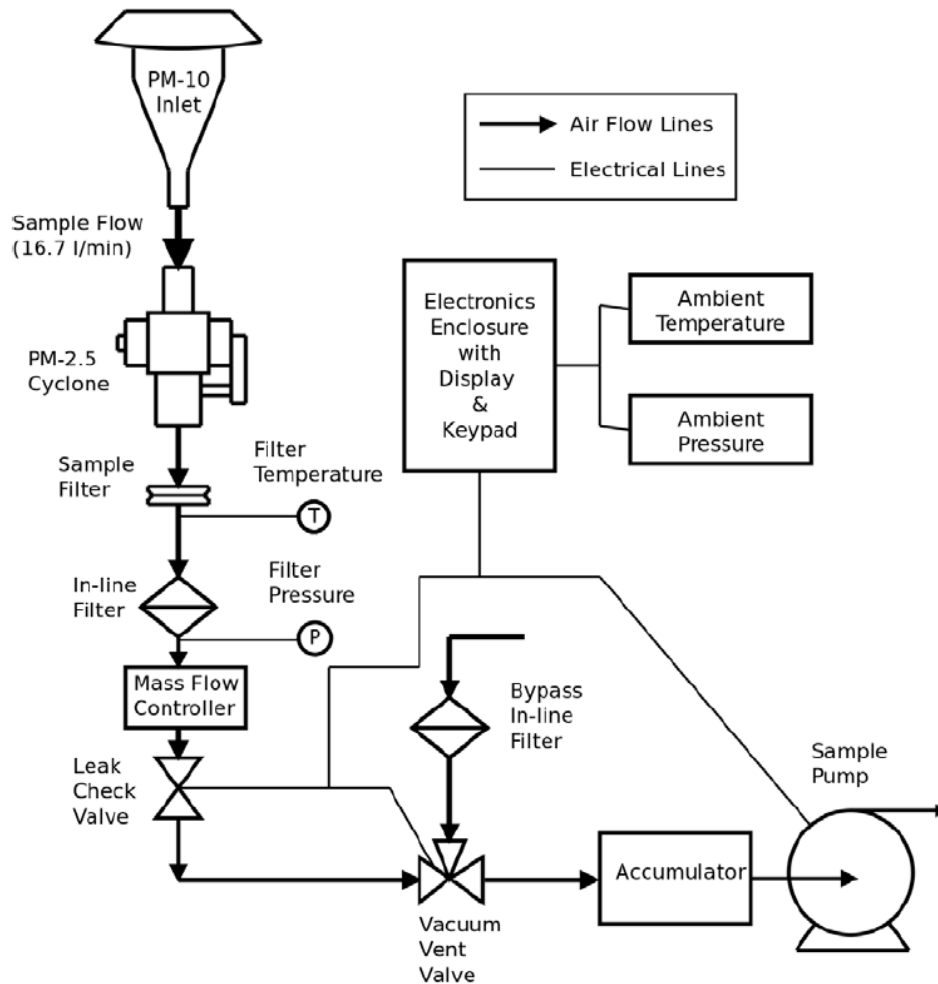 PM-10
Inlet
Air Flow Lines
Electrical Lines
Sample Flow
(16.7 l/min)
Electronics
Enclosure
with
Display
&
Keypad
Ambient
Temperature
Ambient
Pressure
PM-2.5
Cyclone
Sample
Filter
Filter
Temperature
T
In-line
Filter
Filter
Pressure
P
Mass Flow
Controller
Bypass
In-line
Filter
Leak
Check
Valve
Sample
Pump
Accumulator
Vacuum
Vent
Valve